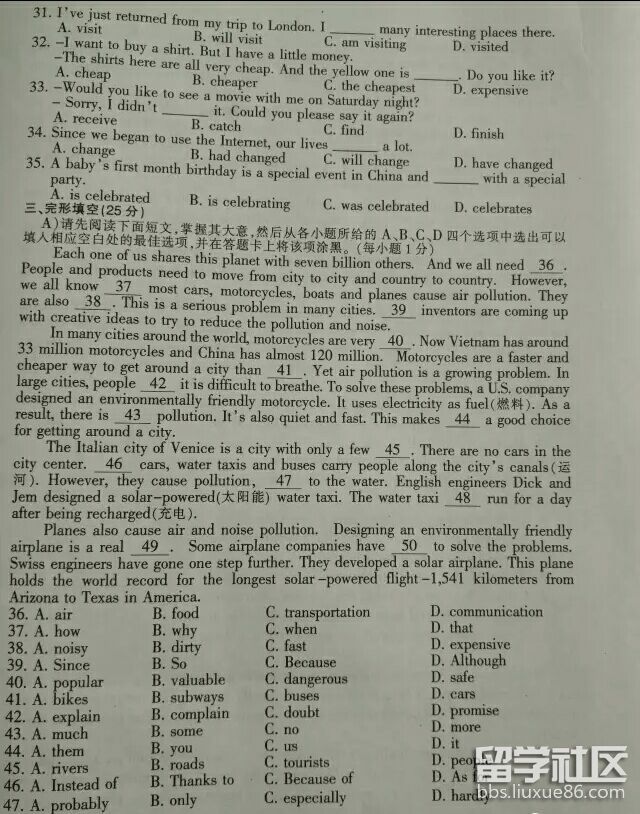 31. I've just returned from my trip to London. I ______ many interesting places there.
A. visit B. will visit C. am visiting D. visited
32. –I want to buy a shirt. But I have a little money.
–The shirts here are all very cheap. And the yellow one is ______. Do you like it?
A. cheap B. cheaper C. the cheapest D. expensive
33. –Would you like to see a movie with me on Saturday night?
– Sorry, I didn't ______ it. Could you please say it again?
A. receive B. catch C. find D. finish
34. Since we began to use the Internet, our lives ______ a lot.
A. change B. had changed C. will change D. have changed
35. A baby's first month birthday is a special event in China and ______ with a special
party.
A. is celebrated B. is celebrating C. was celebrated D. celebrates
三、完形填空(25 分)
A)请先阅读下面短文,掌握其大意,然后从各小题所给的 A、B、C、D 四个选项中选出可以
填入相应空白处的最佳选项,并在答题卡上将该项涂黑。(每小题 1 分)
Each one of us shares this planet with seven billion others. And we all need 36 .
People and products need to move from city to city and country to country. However,
we all know 37 most cars, motorcycles, boats and planes cause air pollution. They
are also 38 . This is a serious problem in many cities. 39 inventors are coming up
with creative ideas to try to reduce the pollution and noise.
In many cities around the world, motorcycles are very 40 . Now Vietnam has around
33 million motorcycles and China has almost 120 million. Motorcycles are a faster and
cheaper way to get around a city than 41 . Yet air pollution is a growing problem. In
large cities, people 42 it is difficult to breathe. To solve these problems, a U.S. company
designed an environmentally friendly motorcycle. It uses electricity as fuel(燃料). As a
result, there is 43 pollution. It's also quiet and fast. This makes 44 a good choice
for getting around a city.
The Italian city of Venice is a city with only a few 45 . There are no cars in the
city center. 46 cars, water taxis and buses carry people along the city's canals(运
河). However, they cause pollution, 47 to the water. English engineers Dick and
Jem designed a solar-powered(太阳能) water taxi. The water taxi 48 run for a day
after being recharged(充电).
Planes also cause air and noise pollution. Designing an environmentally friendly
airplane is a real 49 . Some airplane companies have 50 to solve the problems.
Swiss engineers have gone one step further. They developed a solar airplane. This plane
holds the world record for the longest solar–powered flight–1,541 kilometers from
Arizona to Texas in America.
36. A. air B. food C. transportation D. communication
37. A. how B. why C. when D. that
38. A. noisy B. dirty C. fast D. expensive
39. A. Since B. So C. Because D. Although
40. A. popular B. valuable C. dangerous D. safe
41. A. bikes B. subways C. buses D. cars
42. A. explain B. complain C. doubt D. promise
43. A. much B. some C. no D. more
44. A. them B. you C. us D. it
45. A. rivers B. roads C. tourists D. people
46. A. Instead of B. Thanks to C. Because of D. As
47. A. probably B. only C. especially D. hardly
留学社区
bbs.liuxue86.com